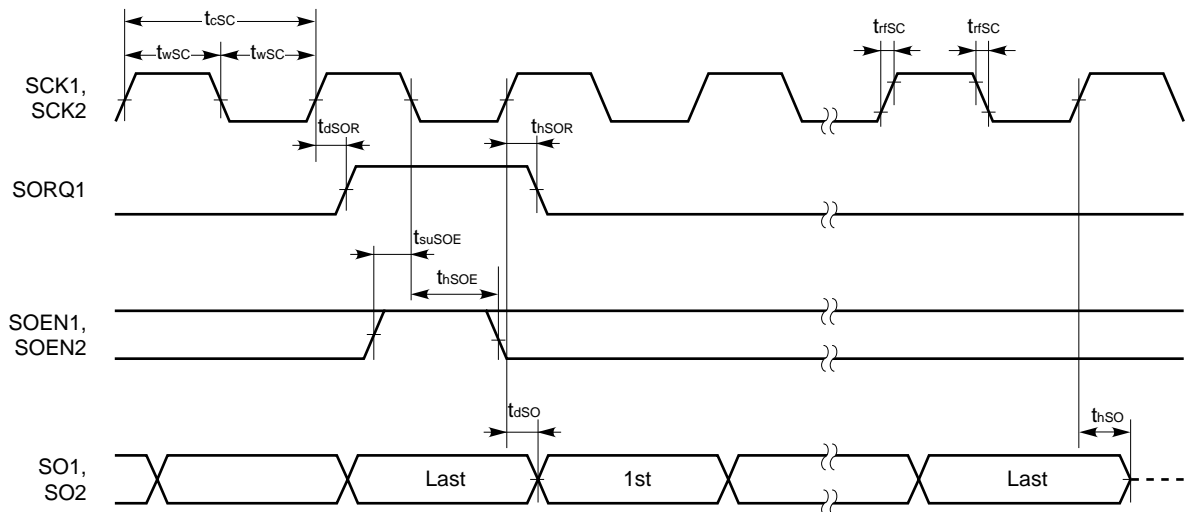 tcSC
twSC twSC trfSC trfSC
SCK1,
SCK2
tdSOR thSOR
SORQ1
tsuSOE
thSOE
SOEN1,
SOEN2
tdSO thSO
SO1,
SO2
Last 1st Last